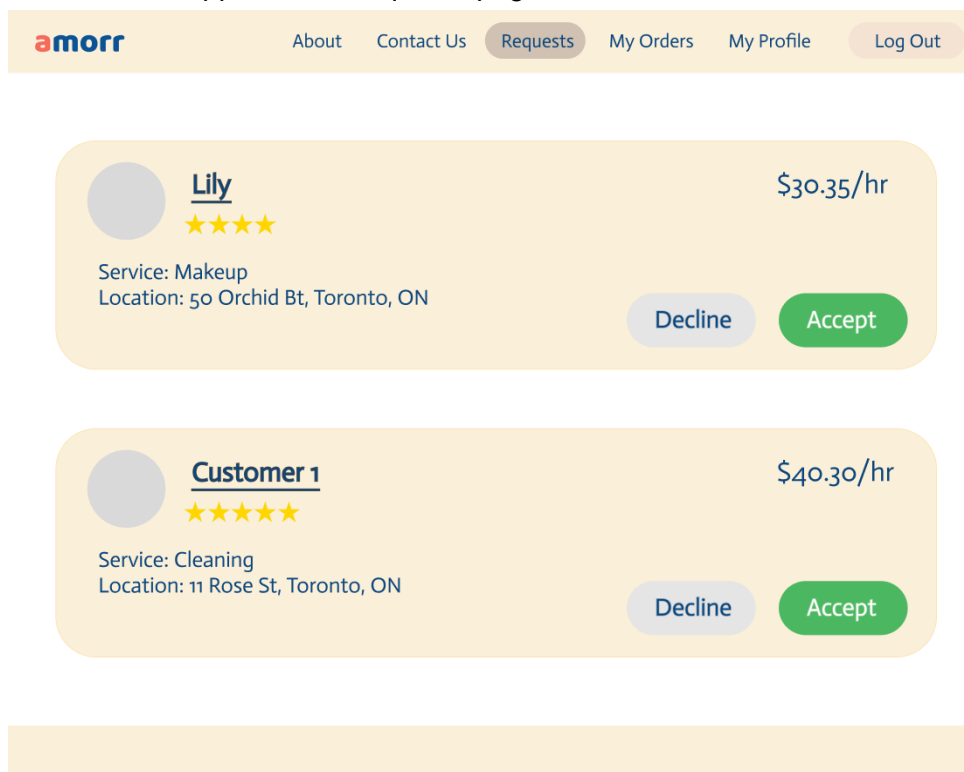 amorr
About Contact Us Requests My Orders My Profile Log Out
Lily
$30.35/hr
Service: Makeup
Location: 50 Orchid Bt, Toronto, ON
Decline Accept
Customer 1
$40.30/hr
Service: Cleaning
Location: 11 Rose St, Toronto, ON
Decline Accept